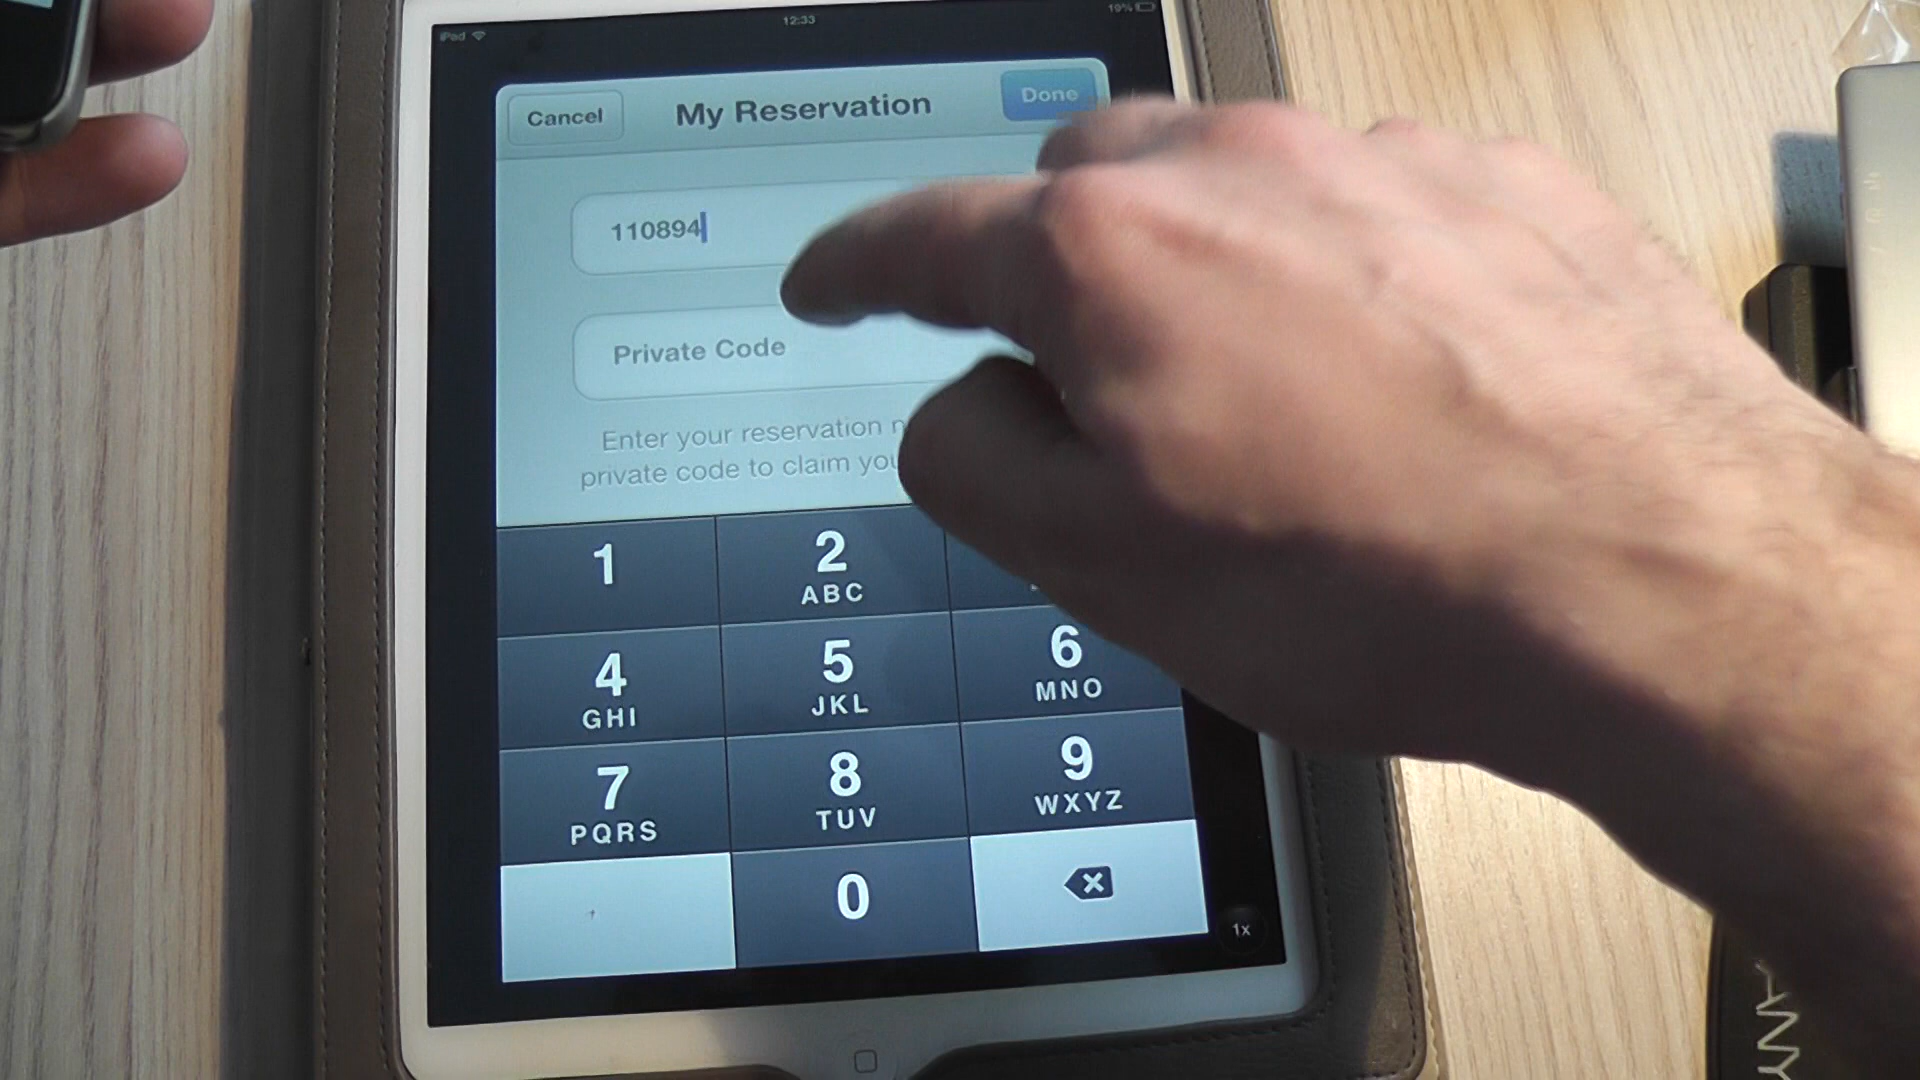 iPad 12:33 19%
Cancel My Reservation Done
110894
Private Code
Enter your reservation
private code to claim
1 2
ABC
4 5 6
GHI JKL MNO
7 8 9
PQRS TUV WXYZ
0
1x
ANY